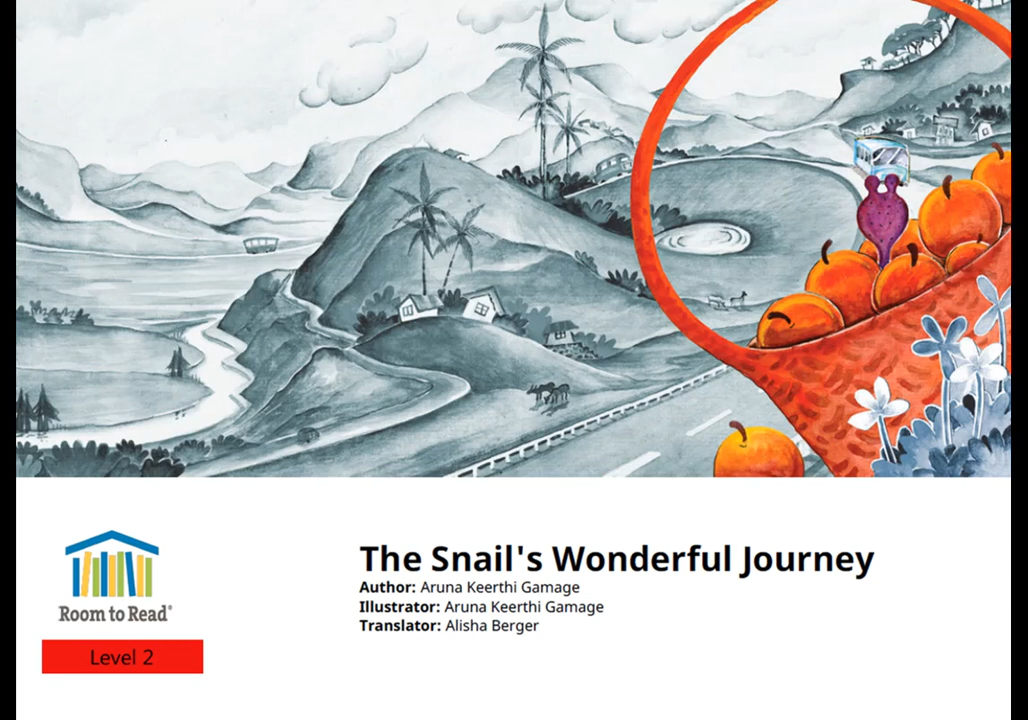 The Snail's Wonderful Journey
Author: Aruna Keerthi Gamage
Illustrator: Aruna Keerthi Gamage
Translator: Alisha Berger
Room to Read®
Level 2